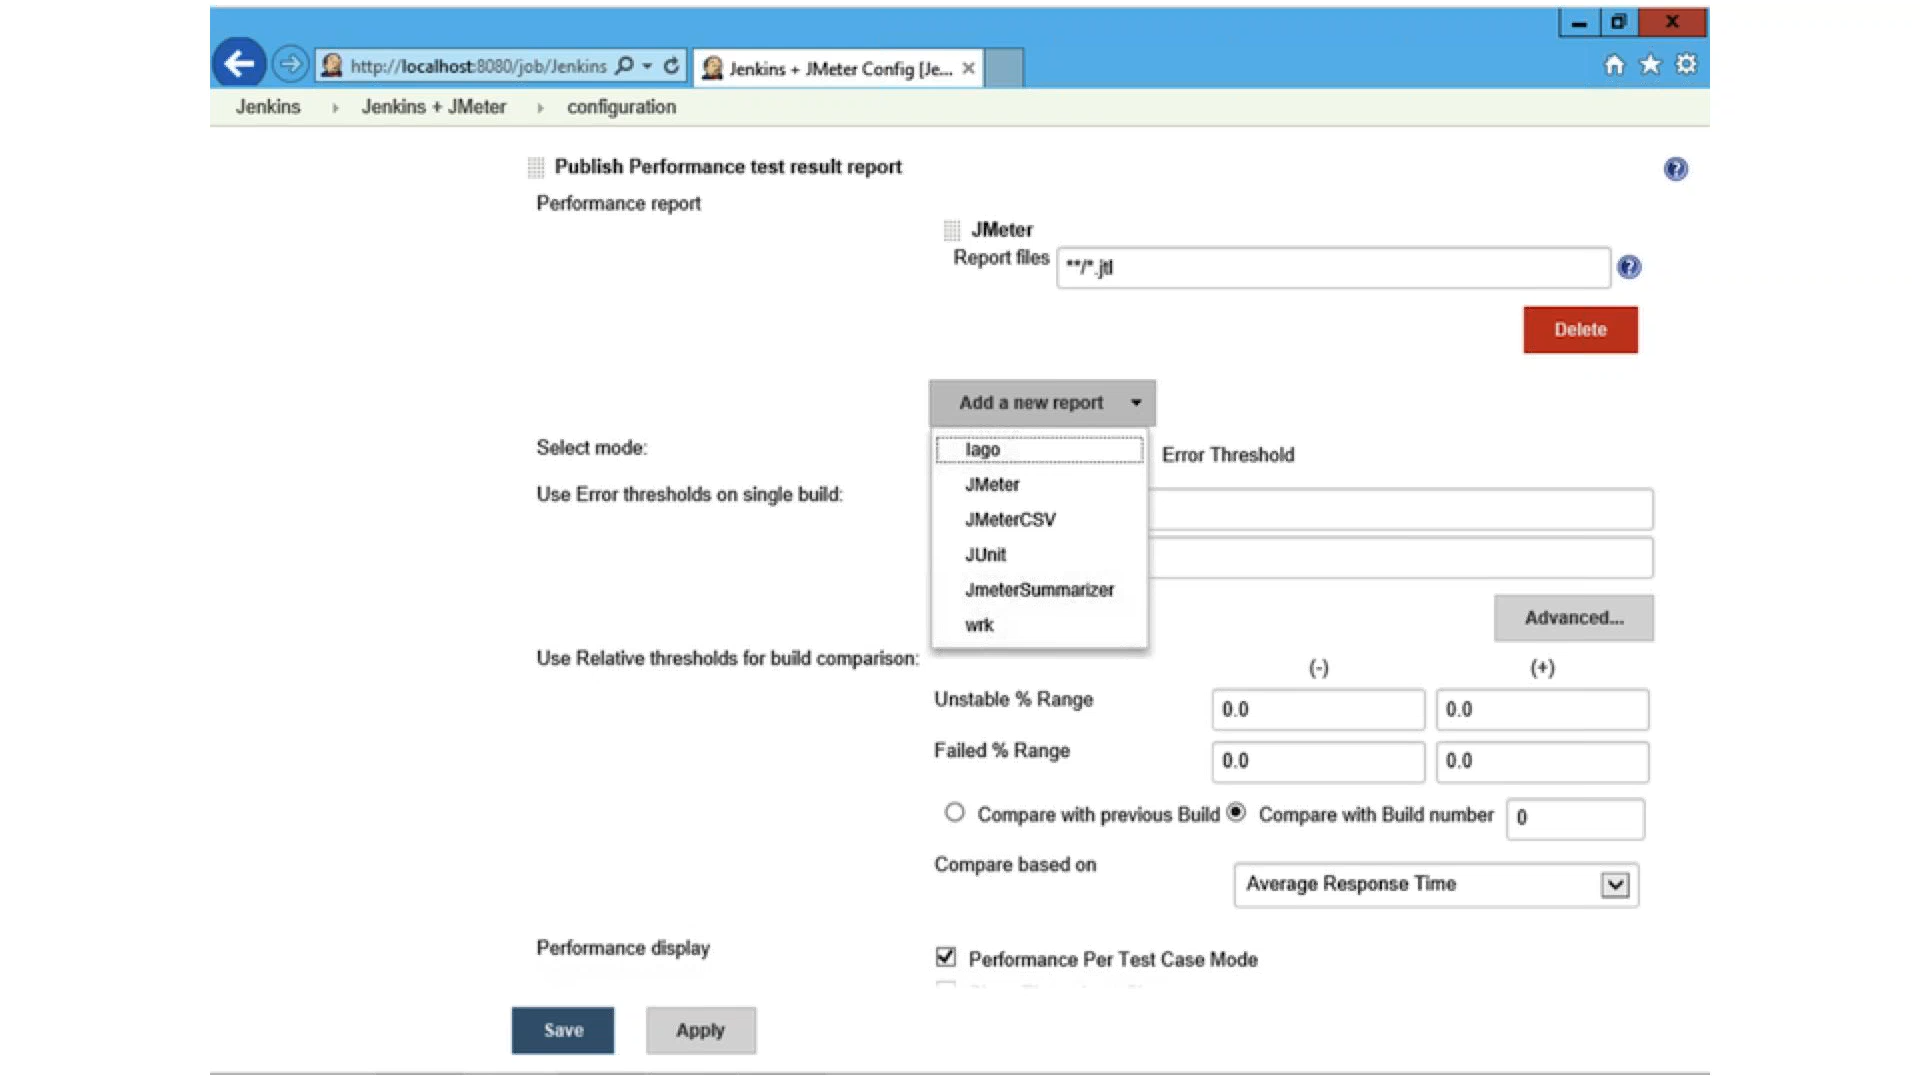 http://localhost:8080/job/Jenkins
Jenkins + JMeter Config [Je...
Jenkins
Jenkins + JMeter
configuration
Publish Performance test result report
Performance report
JMeter
Report files
**/*.jtl
Delete
Add a new report
Select mode:
Iago
Error Threshold
JMeter
Use Error thresholds on single build:
JMeterCSV
JUnit
JmeterSummarizer
wrk
Advanced...
Use Relative thresholds for build comparison:
(-)
(+)
Unstable % Range
0.0
0.0
Failed % Range
0.0
0.0
Compare with previous Build
Compare with Build number
0
Compare based on
Average Response Time
Performance display
Performance Per Test Case Mode
Save
Apply